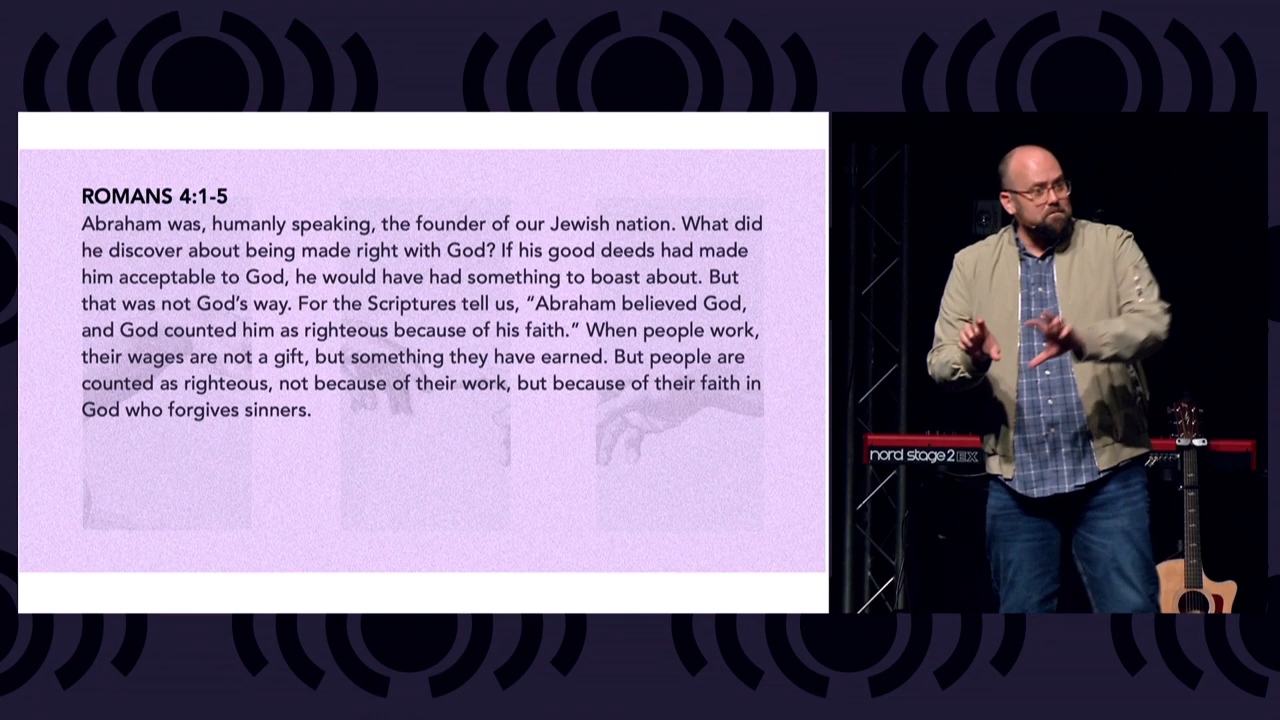 ROMANS 4:1-5
Abraham was, humanly speaking, the founder of our Jewish nation. What did
he discover about being made right with God? If his good deeds had made
him acceptable to God, he would have had something to boast about. But
that was not God’s way. For the Scriptures tell us, “Abraham believed God,
and God counted him as righteous because of his faith.” When people work,
their wages are not a gift, but something they have earned. But people are
counted as righteous, not because of their work, but because of their faith in
God who forgives sinners.
nord stage 2 EX